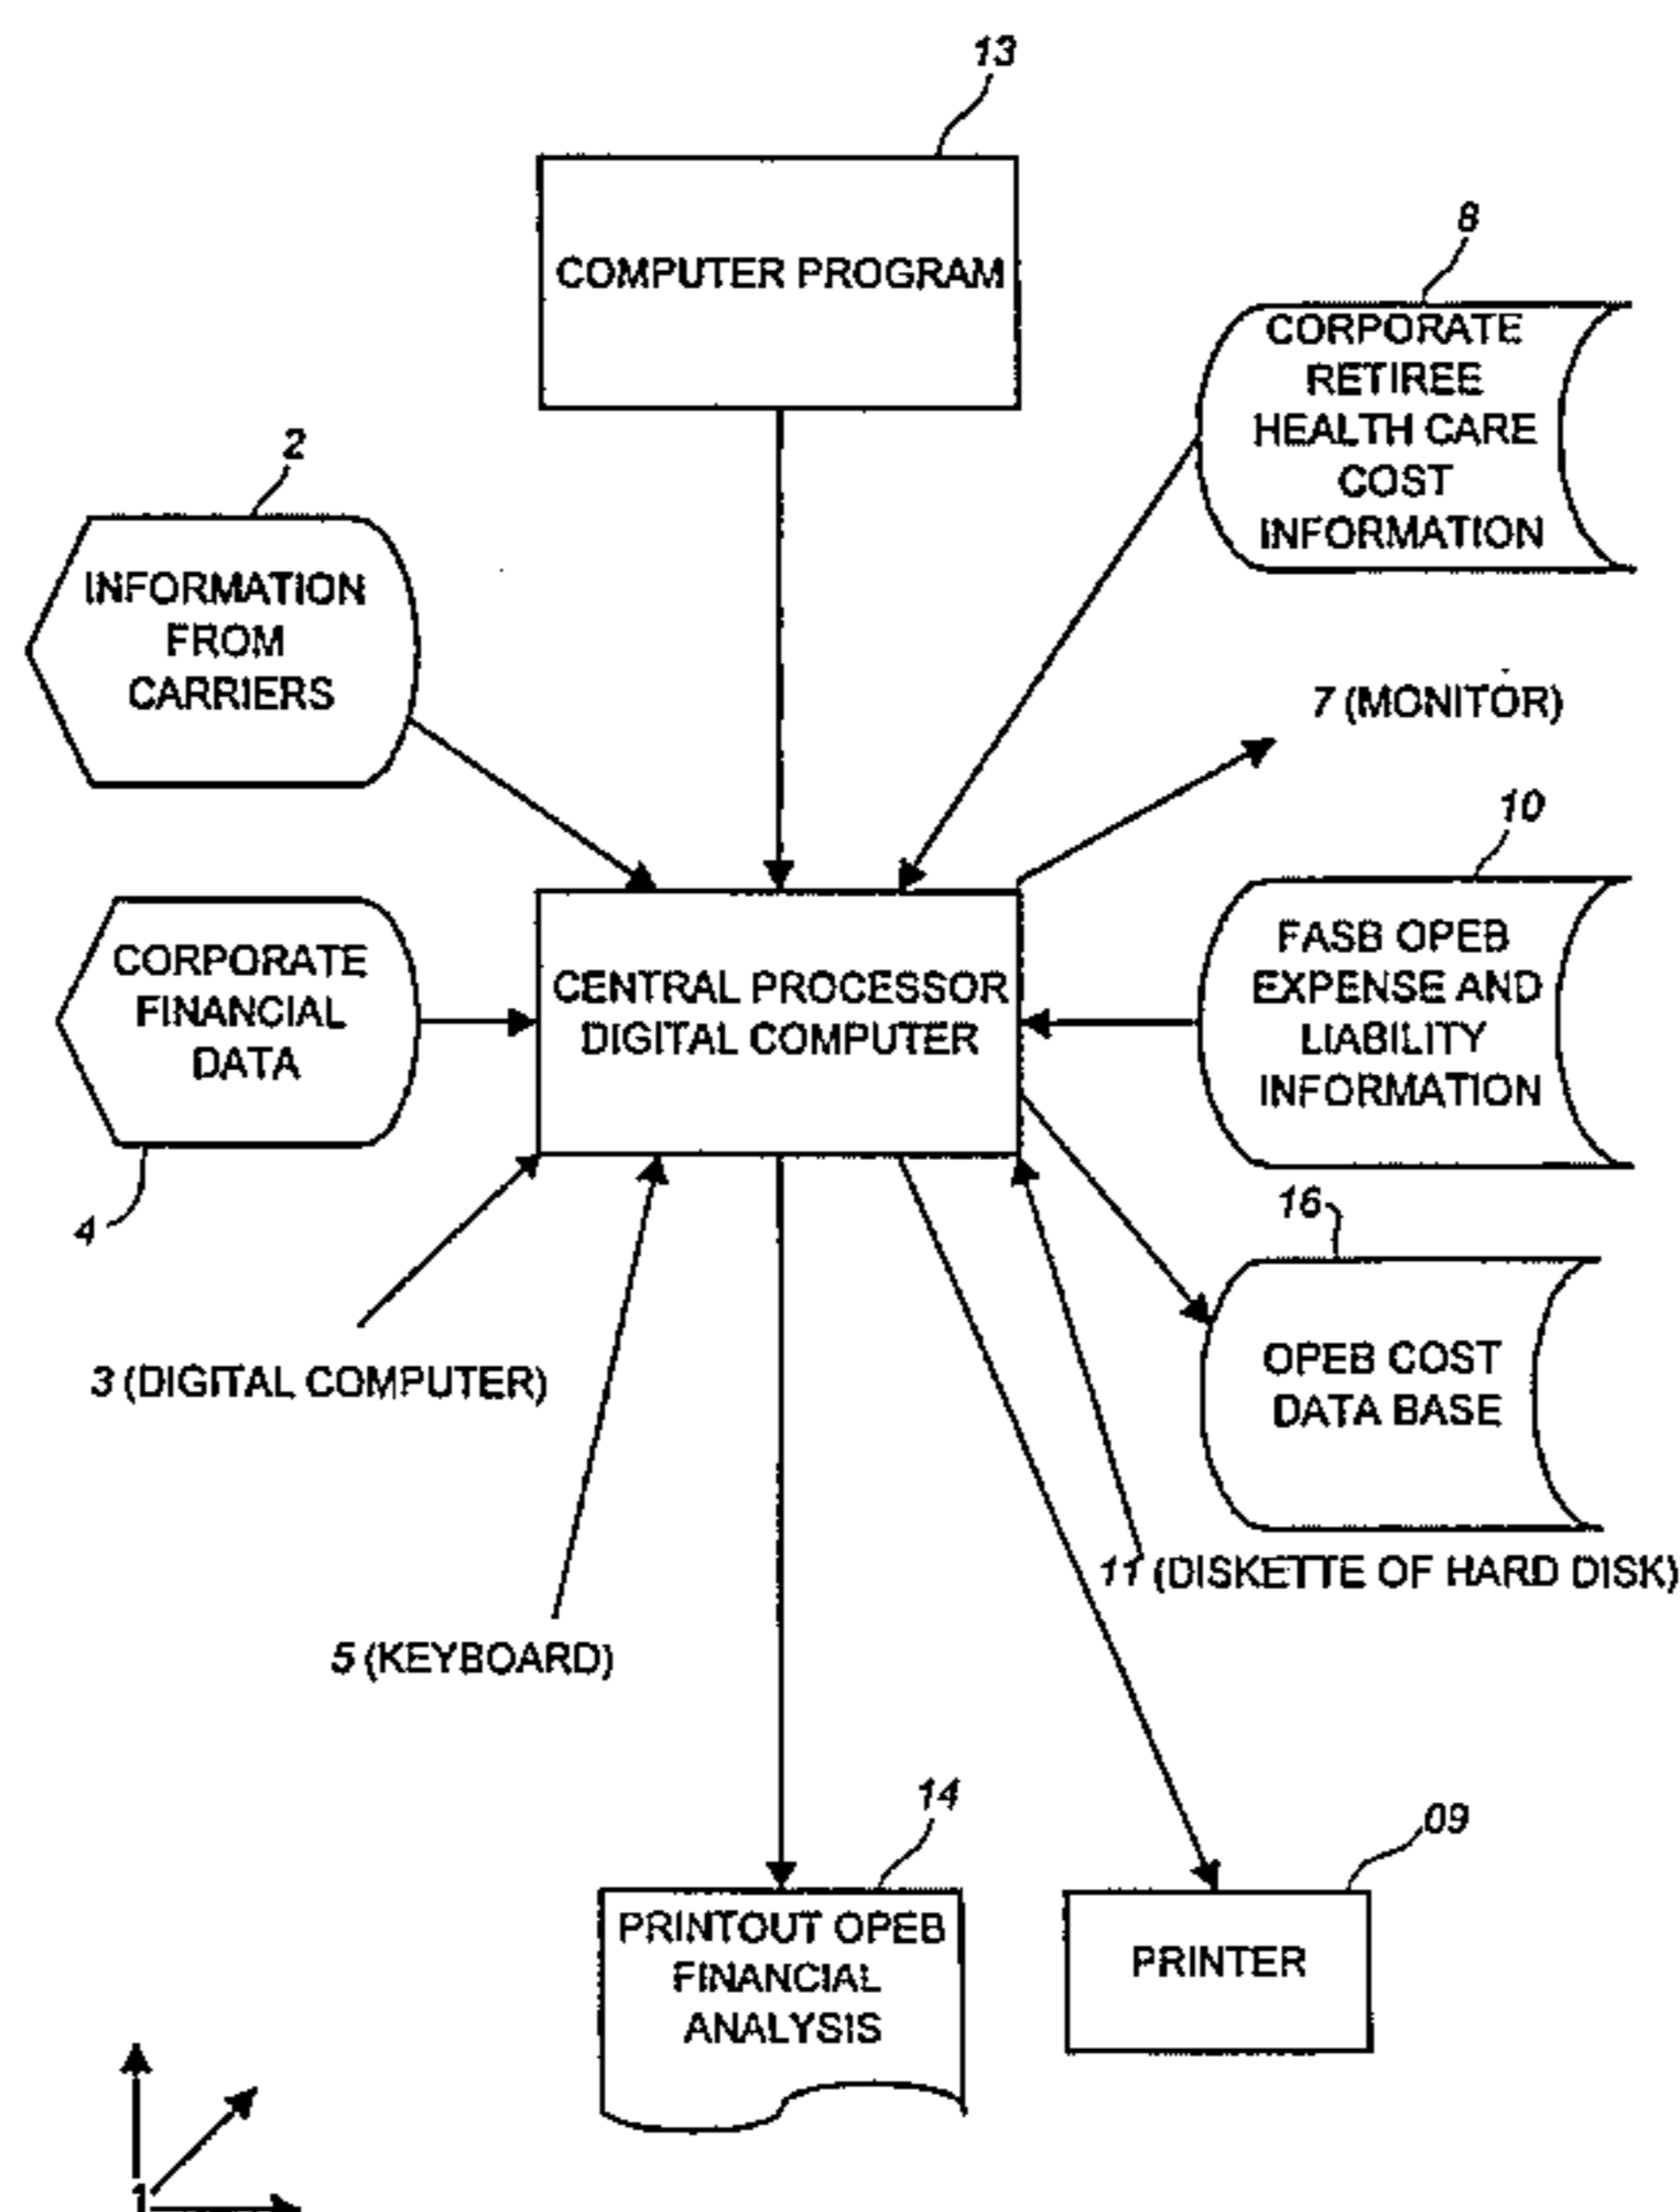 13
COMPUTER PROGRAM
8
CORPORATE
RETIREE
HEALTH CARE
COST
INFORMATION
2
INFORMATION
FROM
CARRIERS
7 (MONITOR)
10
CORPORATE
FINANCIAL
DATA
4
CENTRAL PROCESSOR
DIGITAL COMPUTER
FASB OPEB
EXPENSE AND
LIABILITY
INFORMATION
16
OPEB COST
DATA BASE
3 (DIGITAL COMPUTER)
11 (DISKETTE OF HARD DISK)
5 (KEYBOARD)
14
PRINTOUT OPEB
FINANCIAL
ANALYSIS
09
PRINTER
1